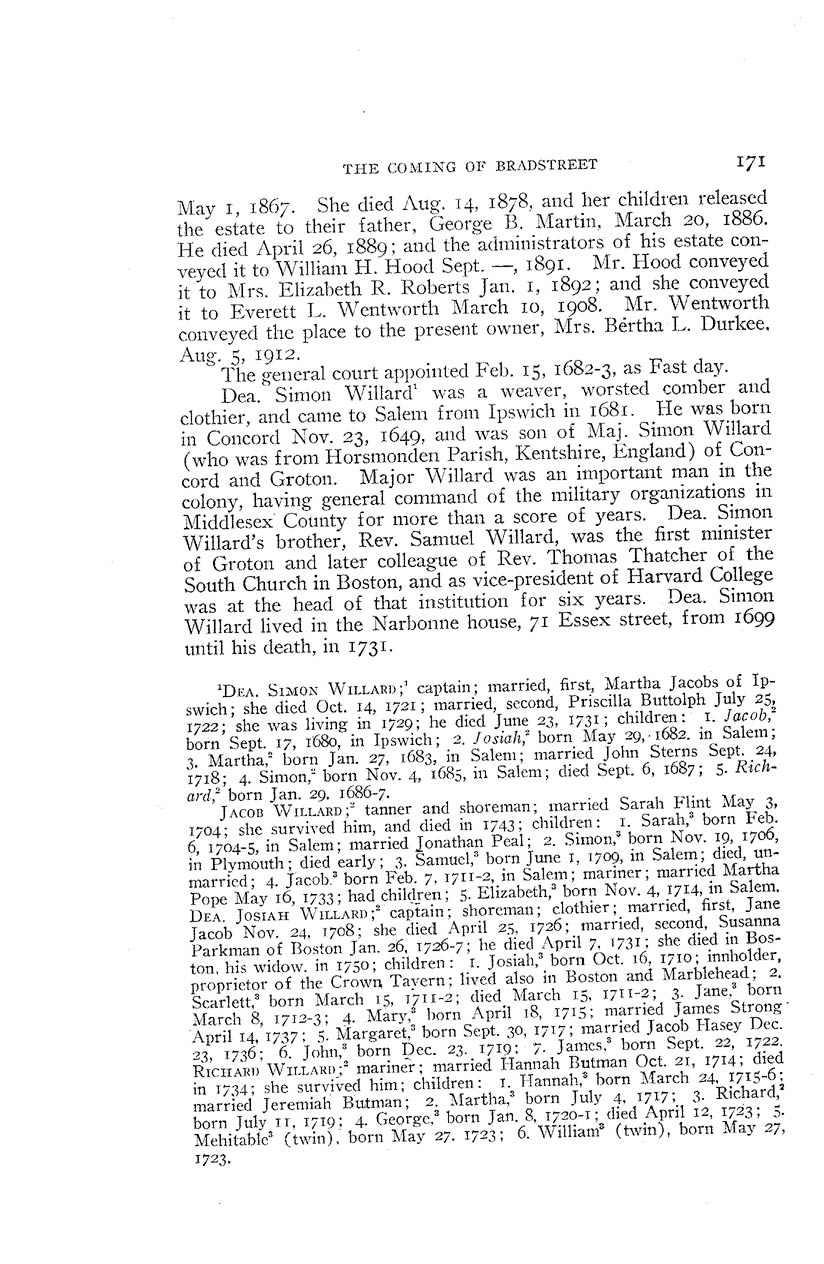 THE COMING OF BRADSTREET 171
May 1, 1867. She died Aug. 14, 1878, and her children released
the estate to their father, George B. Martin, March 20, 1886.
He died April 26, 1889; and the administrators of his estate con-
veyed it to William H. Hood Sept. —, 1891. Mr. Hood conveyed
it to Mrs. Elizabeth R. Roberts Jan. 1, 1892; and she conveyed
it to Everett L. Wentworth March 10, 1908. Mr. Wentworth
conveyed the place to the present owner, Mrs. Bertha L. Durkee,
Aug. 5, 1912.
The general court appointed Feb. 15, 1682-3, as Fast day.
Dea. Simon Willard¹ was a weaver, worsted comber and
clothier, and came to Salem from Ipswich in 1681. He was born
in Concord Nov. 23, 1649, and was son of Maj. Simon Willard
(who was from Horsmonden Parish, Kentshire, England) of Con-
cord and Groton. Major Willard was an important man in the
colony, having general command of the military organizations in
Middlesex County for more than a score of years. Dea. Simon
Willard's brother, Rev. Samuel Willard, was the first minister
of Groton and later colleague of Rev. Thomas Thatcher of the
South Church in Boston, and as vice-president of Harvard College
was at the head of that institution for six years. Dea. Simon
Willard lived in the Narbonne house, 71 Essex street, from 1699
until his death, in 1731.
¹DEA. SIMON WILLARD;¹ captain; married, first, Martha Jacobs of Ip-
swich; she died Oct. 14, 1721; married, second, Priscilla Buttolph July 25,
1722; she was living in 1729; he died June 23, 1731; children: 1. Jacob,²
born Sept. 17, 1680, in Ipswich; 2. Josiah,² born May 29, 1682, in Salem;
3. Martha,² born Jan. 27, 1683, in Salem; married John Sterns Sept. 24,
1718; 4. Simon,² born Nov. 4, 1685, in Salem; died Sept. 6, 1687; 5. Rich-
ard,² born Jan. 29, 1686-7.
JACOB WILLARD;² tanner and shoreman; married Sarah Flint May 3,
1704; she survived him, and died in 1743; children: 1. Sarah,³ born Feb.
6, 1704-5, in Salem; married Jonathan Peal; 2. Simon,³ born Nov. 19, 1706,
in Plymouth; died early; 3. Samuel,³ born June 1, 1709, in Salem; died, un-
married; 4. Jacob,³ born Feb. 7, 1711-2, in Salem; mariner; married Martha
Pope May 16, 1733; had children; 5. Elizabeth,³ born Nov. 4, 1714, in Salem.
DEA. JOSIAH WILLARD;² captain; shoreman; clothier; married, first, Jane
Jacob Nov. 24, 1708; she died April 25, 1726; married, second, Susanna
Parkman of Boston Jan. 26, 1726-7; he died April 7, 1731; she died in Bos-
ton, his widow, in 1750; children: 1. Josiah,³ born Oct. 16, 1710; innholder,
proprietor of the Crown Tavern; lived also in Boston and Marblehead; 2.
Scarlett,³ born March 15, 1711-2; died March 15, 1711-2; 3. Jane,³ born
March 8, 1712-3; 4. Mary,³ born April 18, 1715; married James Strong
April 14, 1737; 5. Margaret,³ born Sept. 30, 1717; married Jacob Hasey Dec.
23, 1736; 6. John,³ born Dec. 23, 1719; 7. James,³ born Sept. 22, 1722.
RICHARD WILLARD;² mariner; married Hannah Butman Oct. 21, 1714; died
in 1734; she survived him; children: 1. Hannah,³ born March 24, 1715-6;
married Jeremiah Butman; 2. Martha,³ born July 4, 1717; 3. Richard,³
born July 11, 1719; 4. George,³ born Jan. 8, 1720-1; died April 12, 1723; 5.
Mehitable³ (twin), born May 27, 1723; 6. William³ (twin), born May 27,
1723.